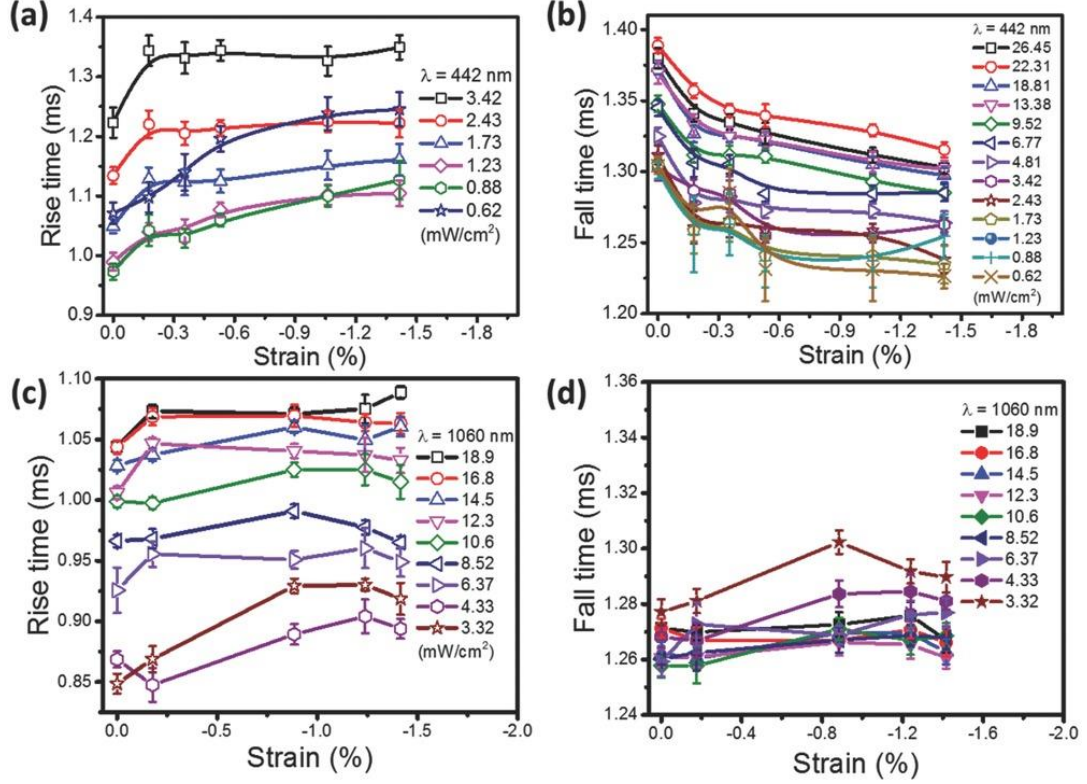 (a)
Rise time (ms)
1.4
1.3
1.2
1.1
1.0
0.9
0.0 -0.3 -0.6 -0.9 -1.2 -1.5 -1.8
Strain (%)
λ = 442 nm
3.42
2.43
1.73
1.23
0.88
0.62
(mW/cm²)
(b)
Fall time (ms)
1.40
1.35
1.30
1.25
1.20
0.0 -0.3 -0.6 -0.9 -1.2 -1.5 -1.8
Strain (%)
λ = 442 nm
26.45
22.31
18.81
13.38
9.52
6.77
4.81
3.42
2.43
1.73
1.23
0.88
0.62
(mW/cm²)
(c)
Rise time (ms)
1.10
1.05
1.00
0.95
0.90
0.85
0.0 -0.5 -1.0 -1.5 -2.0
Strain (%)
λ = 1060 nm
18.9
16.8
14.5
12.3
10.6
8.52
6.37
4.33
3.32
(mW/cm²)
(d)
Fall time (ms)
1.36
1.34
1.32
1.30
1.28
1.26
1.24
0.0 -0.4 -0.8 -1.2 -1.6 -2.0
Strain (%)
λ = 1060 nm
18.9
16.8
14.5
12.3
10.6
8.52
6.37
4.33
3.32
(mW/cm²)